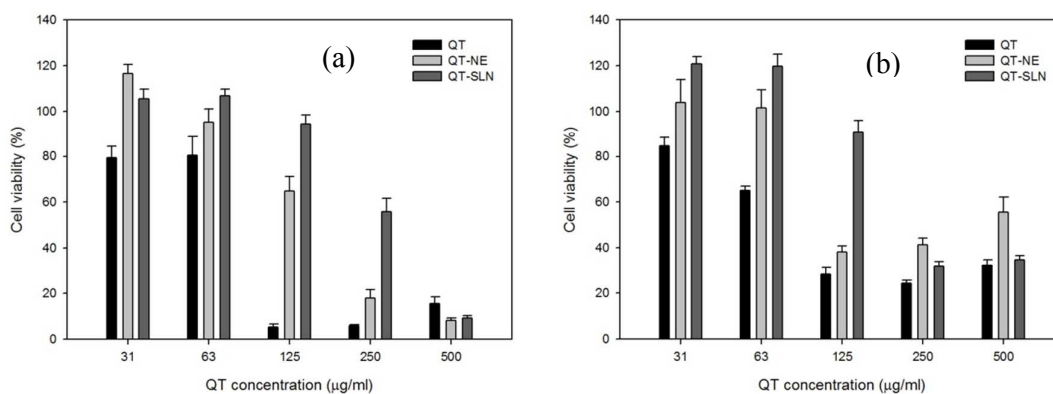 (a)
QT
QT-NE
QT-SLN
Cell viability (%)
140
120
100
80
60
40
20
0
31 63 125 250 500
QT concentration (μg/ml)
(b)
QT
QT-NE
QT-SLN
Cell viability (%)
140
120
100
80
60
40
20
0
31 63 125 250 500
QT concentration (μg/ml)